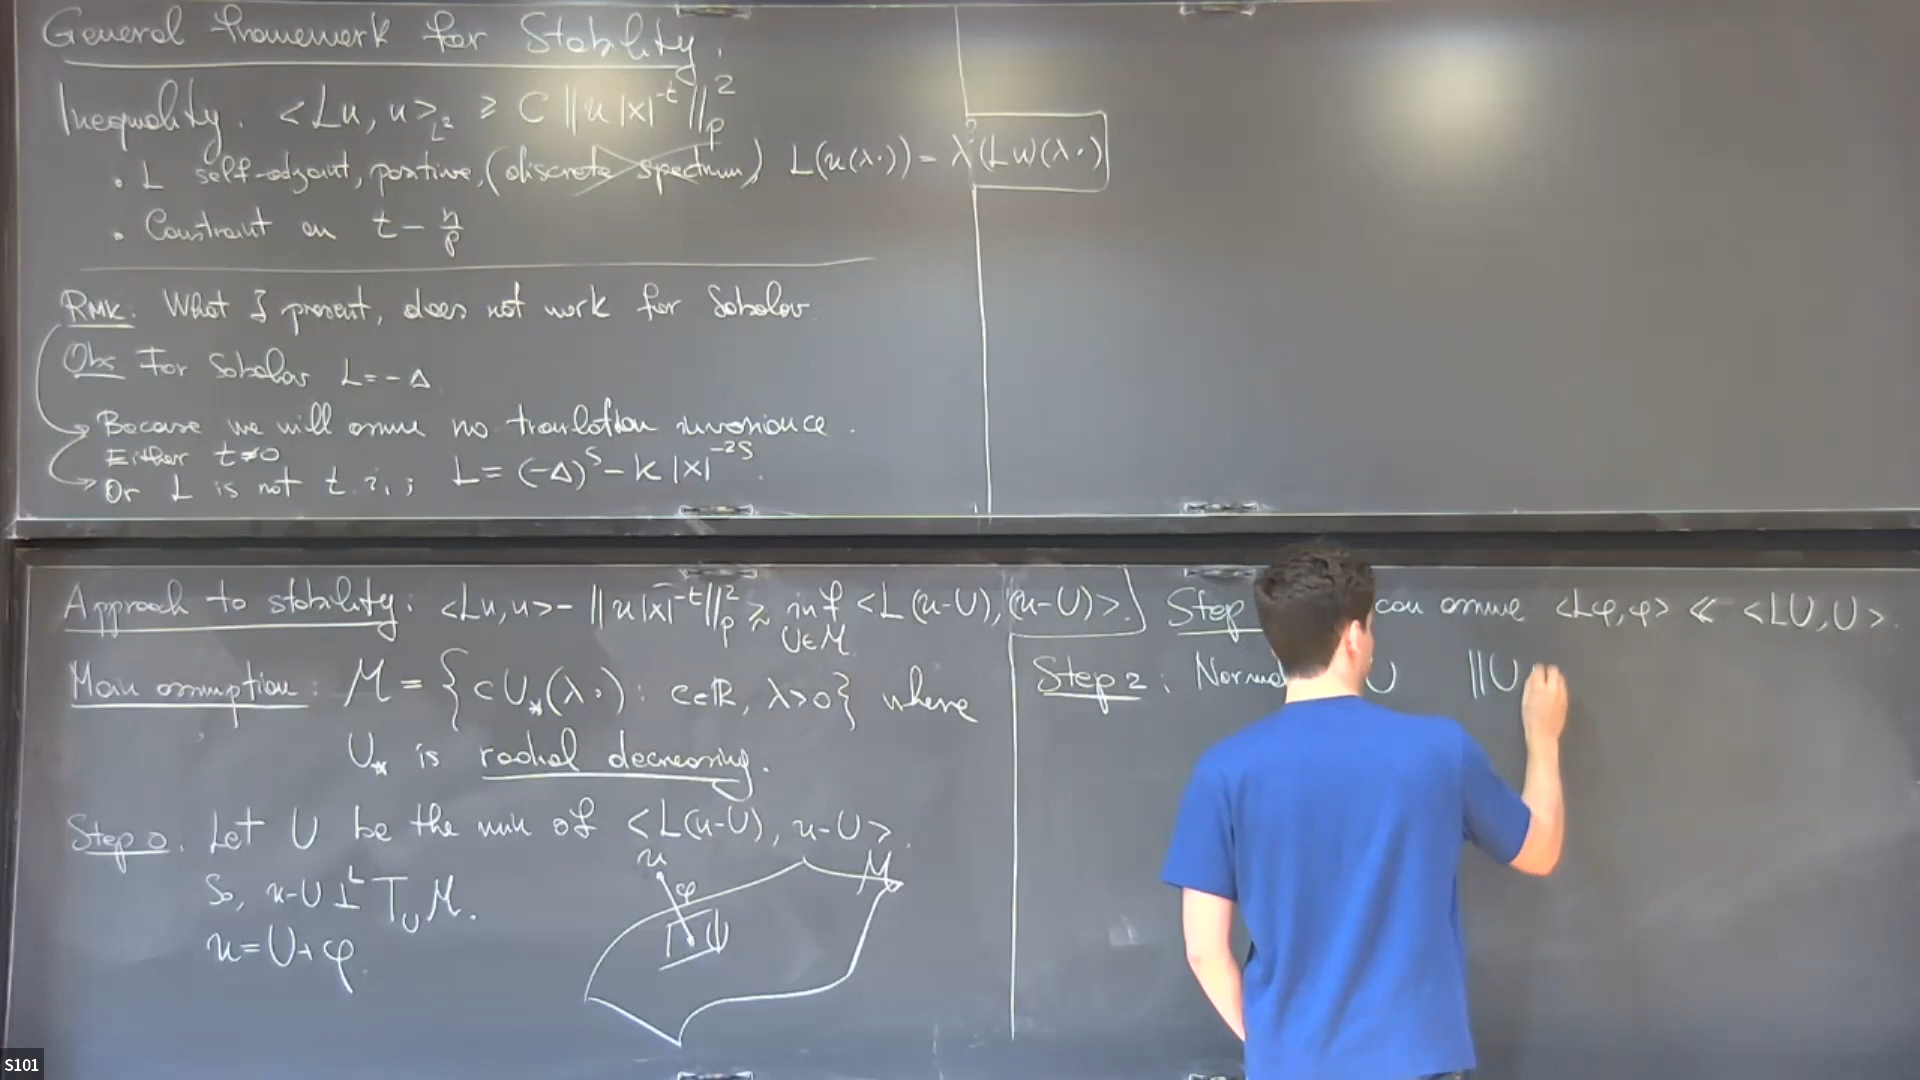 General framework for Stability.
Inequality. <Lu, u>_{L²} ≥ C ‖u |x|^{-t}‖_p^2
• L self-adjoint, positive, (discrete spectrum) L(u(λ·)) = λ^?(Lu)(λ·)
• Constraint on t - n/p
RMK: What I present, does not work for Sobolev
Obs For Sobolev L = -Δ
Because we will assume no translation invariance.
Either t≠0
Or L is not t.i.; L = (-Δ)^s - K|x|^{-2s}.
Approach to stability: <Lu,u> - ‖u|x|^{-t}‖_p^2 ≳ inf_{U∈M} <L(u-U), (u-U)>.
Main assumption: M = {c U_*(λ·): c∈ℝ, λ>0} where
U_* is radial decreasing.
Step 0. Let U be the min of <L(u-U), u-U>.
So, u-U ⊥^L T_U M.
u = U+φ.
u
φ
U
M
Step can assume <Lφ,φ> ≪ <LU,U>.
Step 2: U ‖U